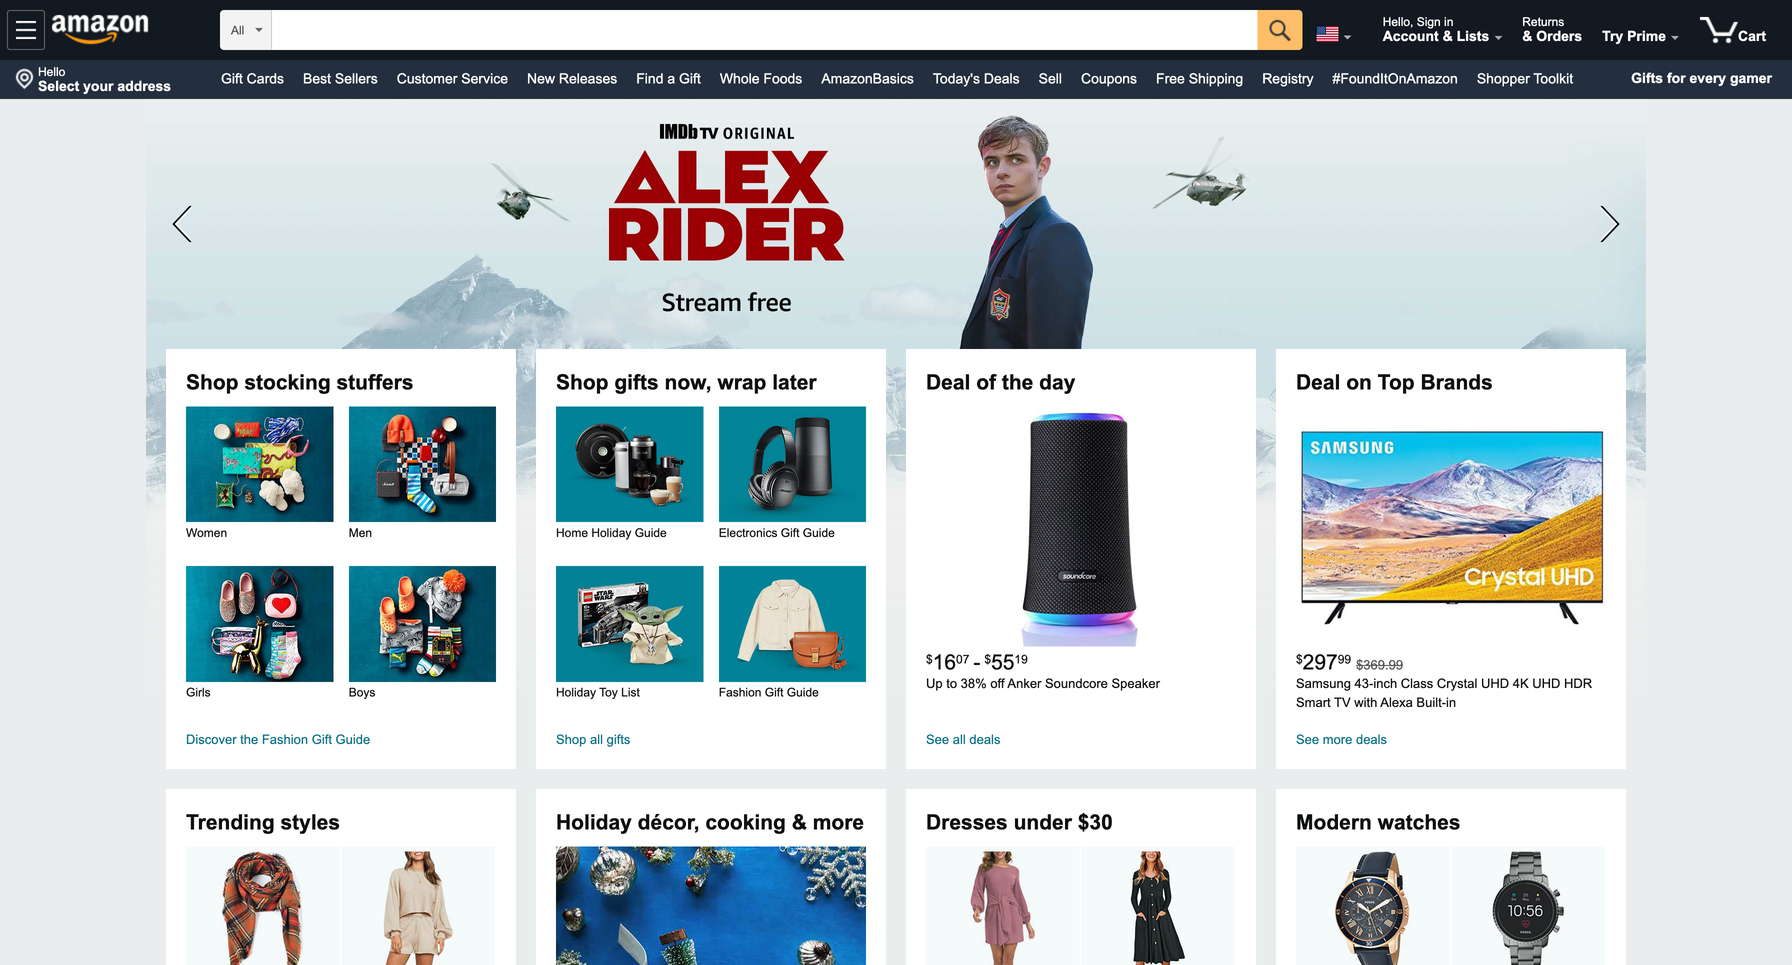 amazon
All
Hello, Sign in
Account & Lists
Returns
& Orders
Try Prime
Cart
Hello
Select your address
Gift Cards
Best Sellers
Customer Service
New Releases
Find a Gift
Whole Foods
AmazonBasics
Today's Deals
Sell
Coupons
Free Shipping
Registry
#FoundItOnAmazon
Shopper Toolkit
Gifts for every gamer
IMDb TV ORIGINAL
ALEX
RIDER
Stream free
Shop stocking stuffers
Women
Men
Girls
Boys
Discover the Fashion Gift Guide
Shop gifts now, wrap later
Home Holiday Guide
Electronics Gift Guide
STAR WARS
Holiday Toy List
Fashion Gift Guide
Shop all gifts
Deal of the day
soundcore
$1607 - $5519
Up to 38% off Anker Soundcore Speaker
See all deals
Deal on Top Brands
SAMSUNG
Crystal UHD
$29799 $369.99
Samsung 43-inch Class Crystal UHD 4K UHD HDR
Smart TV with Alexa Built-in
See more deals
Trending styles
Holiday décor, cooking & more
Dresses under $30
Modern watches
10:56